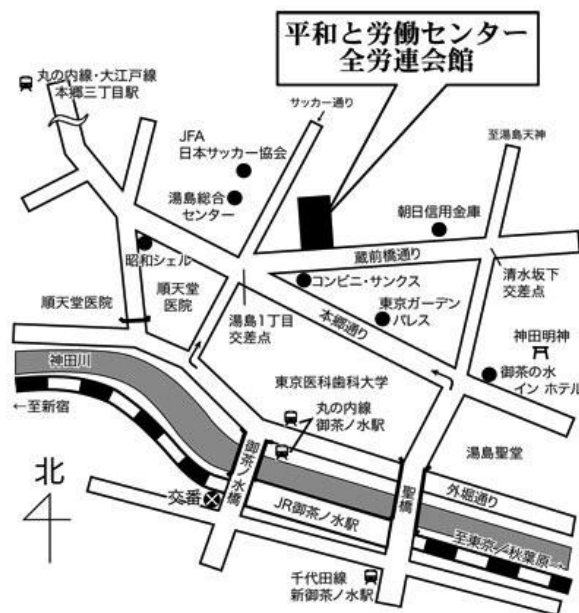 平和と労働センター
全労連会館
丸の内線・大江戸線
本郷三丁目駅
サッカー通り
至湯島天神
JFA
日本サッカー協会
湯島総合
センター
朝日信用金庫
昭和シェル
蔵前橋通り
コンビニ・サンクス
清水坂下
交差点
順天堂医院
順天堂
医院
湯島1丁目
交差点
本郷通り
東京ガーデン
パレス
神田明神
神田川
東京医科歯科大学
御茶の水
イン ホテル
←至新宿
丸の内線
御茶ノ水駅
湯島聖堂
北
御茶ノ水橋
聖橋
外堀通り
交番
JR御茶ノ水駅
至東京／秋葉原→
千代田線
新御茶ノ水駅